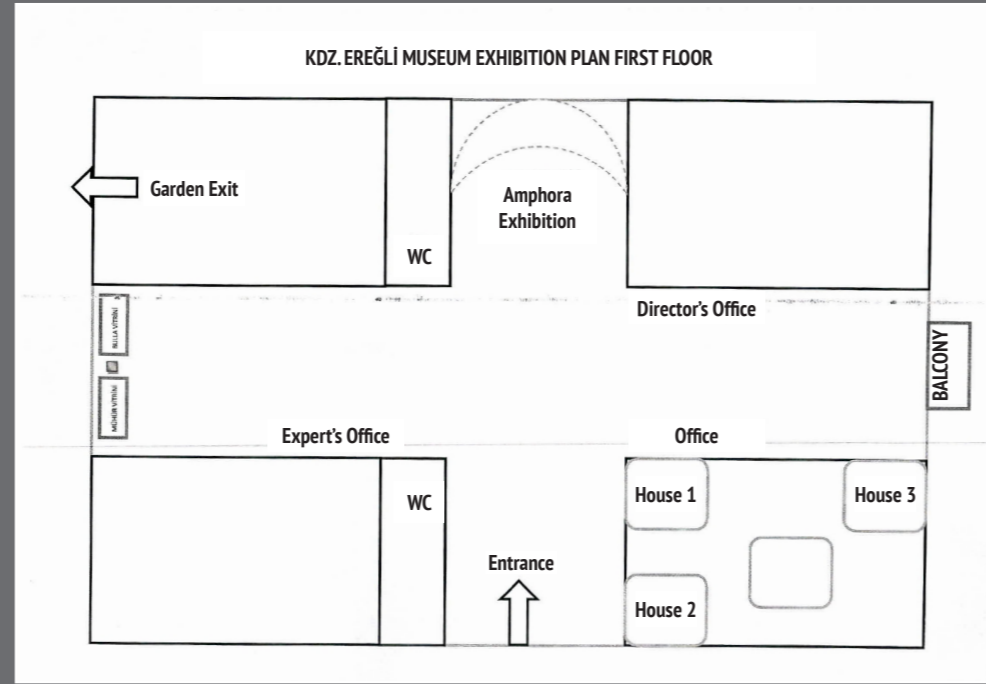 KDZ. EREĞLİ MUSEUM EXHIBITION PLAN FIRST FLOOR
Garden Exit
WC
Amphora
Exhibition
Director's Office
BULLA VİTRİNİ
MÜHÜR VİTRİNİ
BALCONY
Expert's Office
Office
WC
House 1
House 3
Entrance
House 2